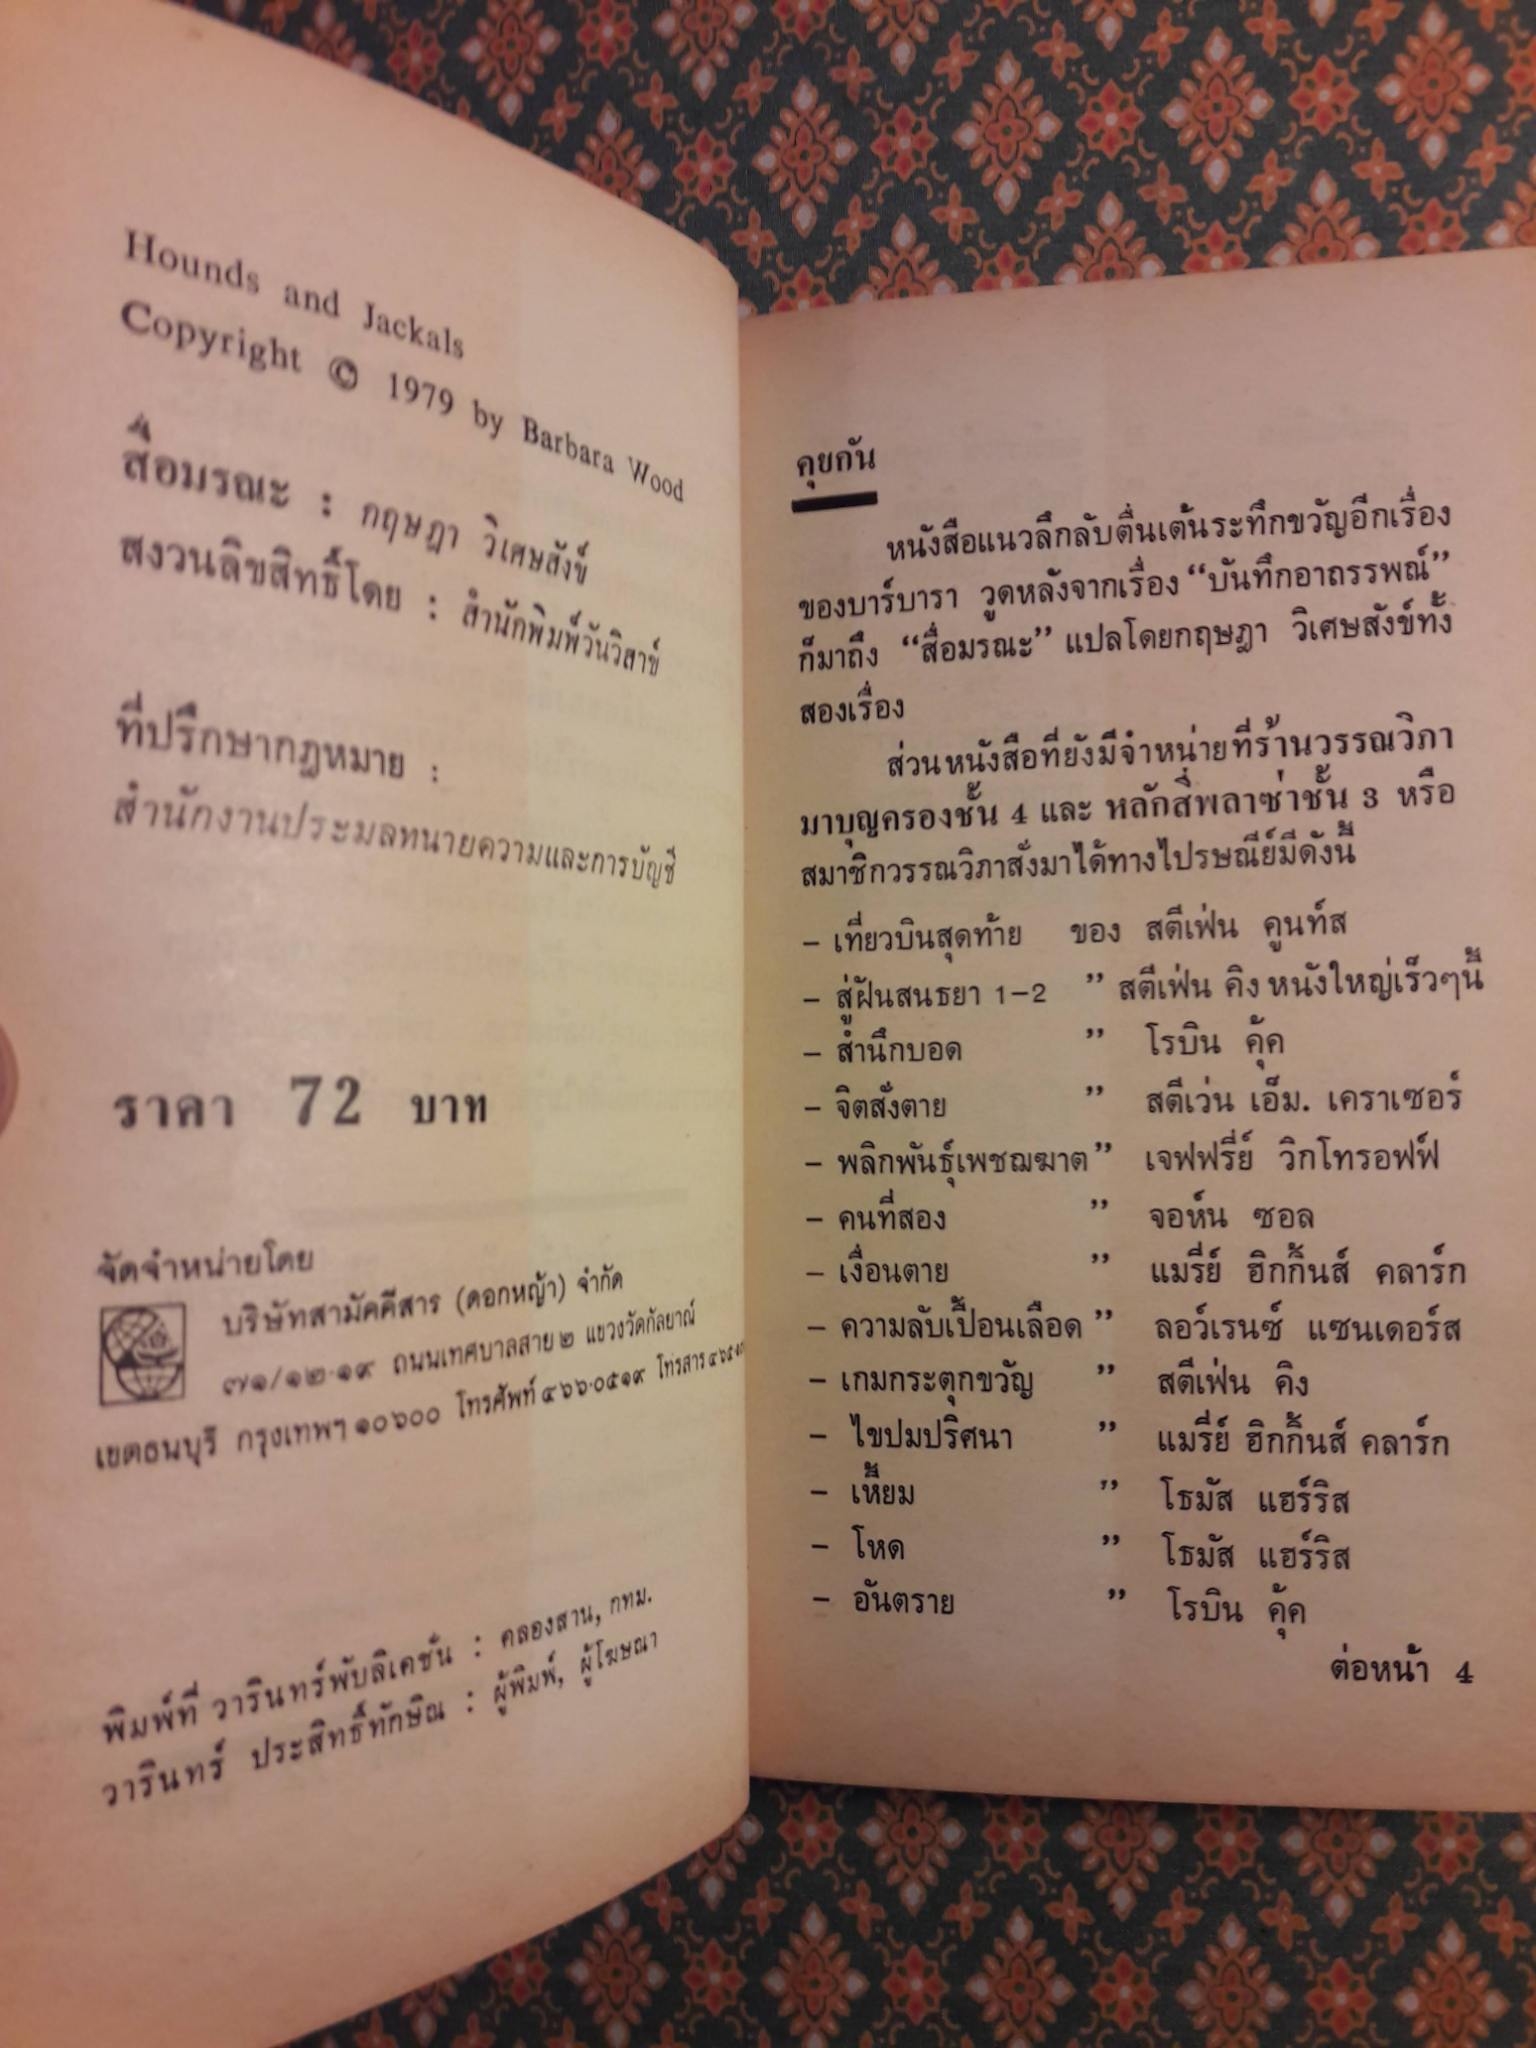 Hounds and Jackals
Copyright © 1979 by Barbara Wood
สื่อมรณะ : กฤษฎา วิเศษสังข์
สงวนลิขสิทธิ์โดย : สำนักพิมพ์วันวิสาข์
ที่ปรึกษากฎหมาย :
สำนักงานประมลทนายความและการบัญชี
ราคา 72 บาท
จัดจำหน่ายโดย
บริษัทสามัคคีสาร (ดอกหญ้า) จำกัด
๗๑/๑๒-๑๙ ถนนเทศบาลสาย ๒ แขวงวัดกัลยาณ์
เขตธนบุรี กรุงเทพฯ ๑๐๖๐๐ โทรศัพท์ ๔๖๖-๐๕๑๙ โทรสาร
พิมพ์ที่ วารินทร์พับลิเคชั่น : คลองสาน, กทม.
วารินทร์ ประสิทธิ์ทักษิณ : ผู้พิมพ์, ผู้โฆษณา
คุยกัน
หนังสือแนวลึกลับตื่นเต้นระทึกขวัญอีกเรื่อง
ของบาร์บารา วูดหลังจากเรื่อง “บันทึกอาถรรพณ์”
ก็มาถึง “สื่อมรณะ” แปลโดยกฤษฎา วิเศษสังข์ทั้ง
สองเรื่อง
ส่วนหนังสือที่ยังมีจำหน่ายที่ร้านวรรณวิภา
มาบุญครองชั้น 4 และ หลักสี่พลาซ่าชั้น 3 หรือ
สมาชิกวรรณวิภาสั่งมาได้ทางไปรษณีย์มีดังนี้
– เที่ยวบินสุดท้าย ของ สตีเฟ่น คูนท์ส
– สู่ฝันสนธยา 1–2 ” สตีเฟ่น คิง หนังใหญ่เร็วๆนี้
– สำนึกบอด ” โรบิน คุ้ค
– จิตสั่งตาย ” สตีเว่น เอ็ม. เคราเซอร์
– พลิกพันธุ์เพชฌฆาต ” เจฟฟรี่ย์ วิกโทรอฟฟ์
– คนที่สอง ” จอห์น ซอล
– เงื่อนตาย ” แมรี่ย์ ฮิกกิ้นส์ คลาร์ก
– ความลับเปื้อนเลือด ” ลอว์เรนซ์ แซนเดอร์ส
– เกมกระตุกขวัญ ” สตีเฟ่น คิง
– ไขปมปริศนา ” แมรี่ย์ ฮิกกิ้นส์ คลาร์ก
– เหี้ยม ” โธมัส แฮร์ริส
– โหด ” โธมัส แฮร์ริส
– อันตราย ” โรบิน คุ้ค
ต่อหน้า 4